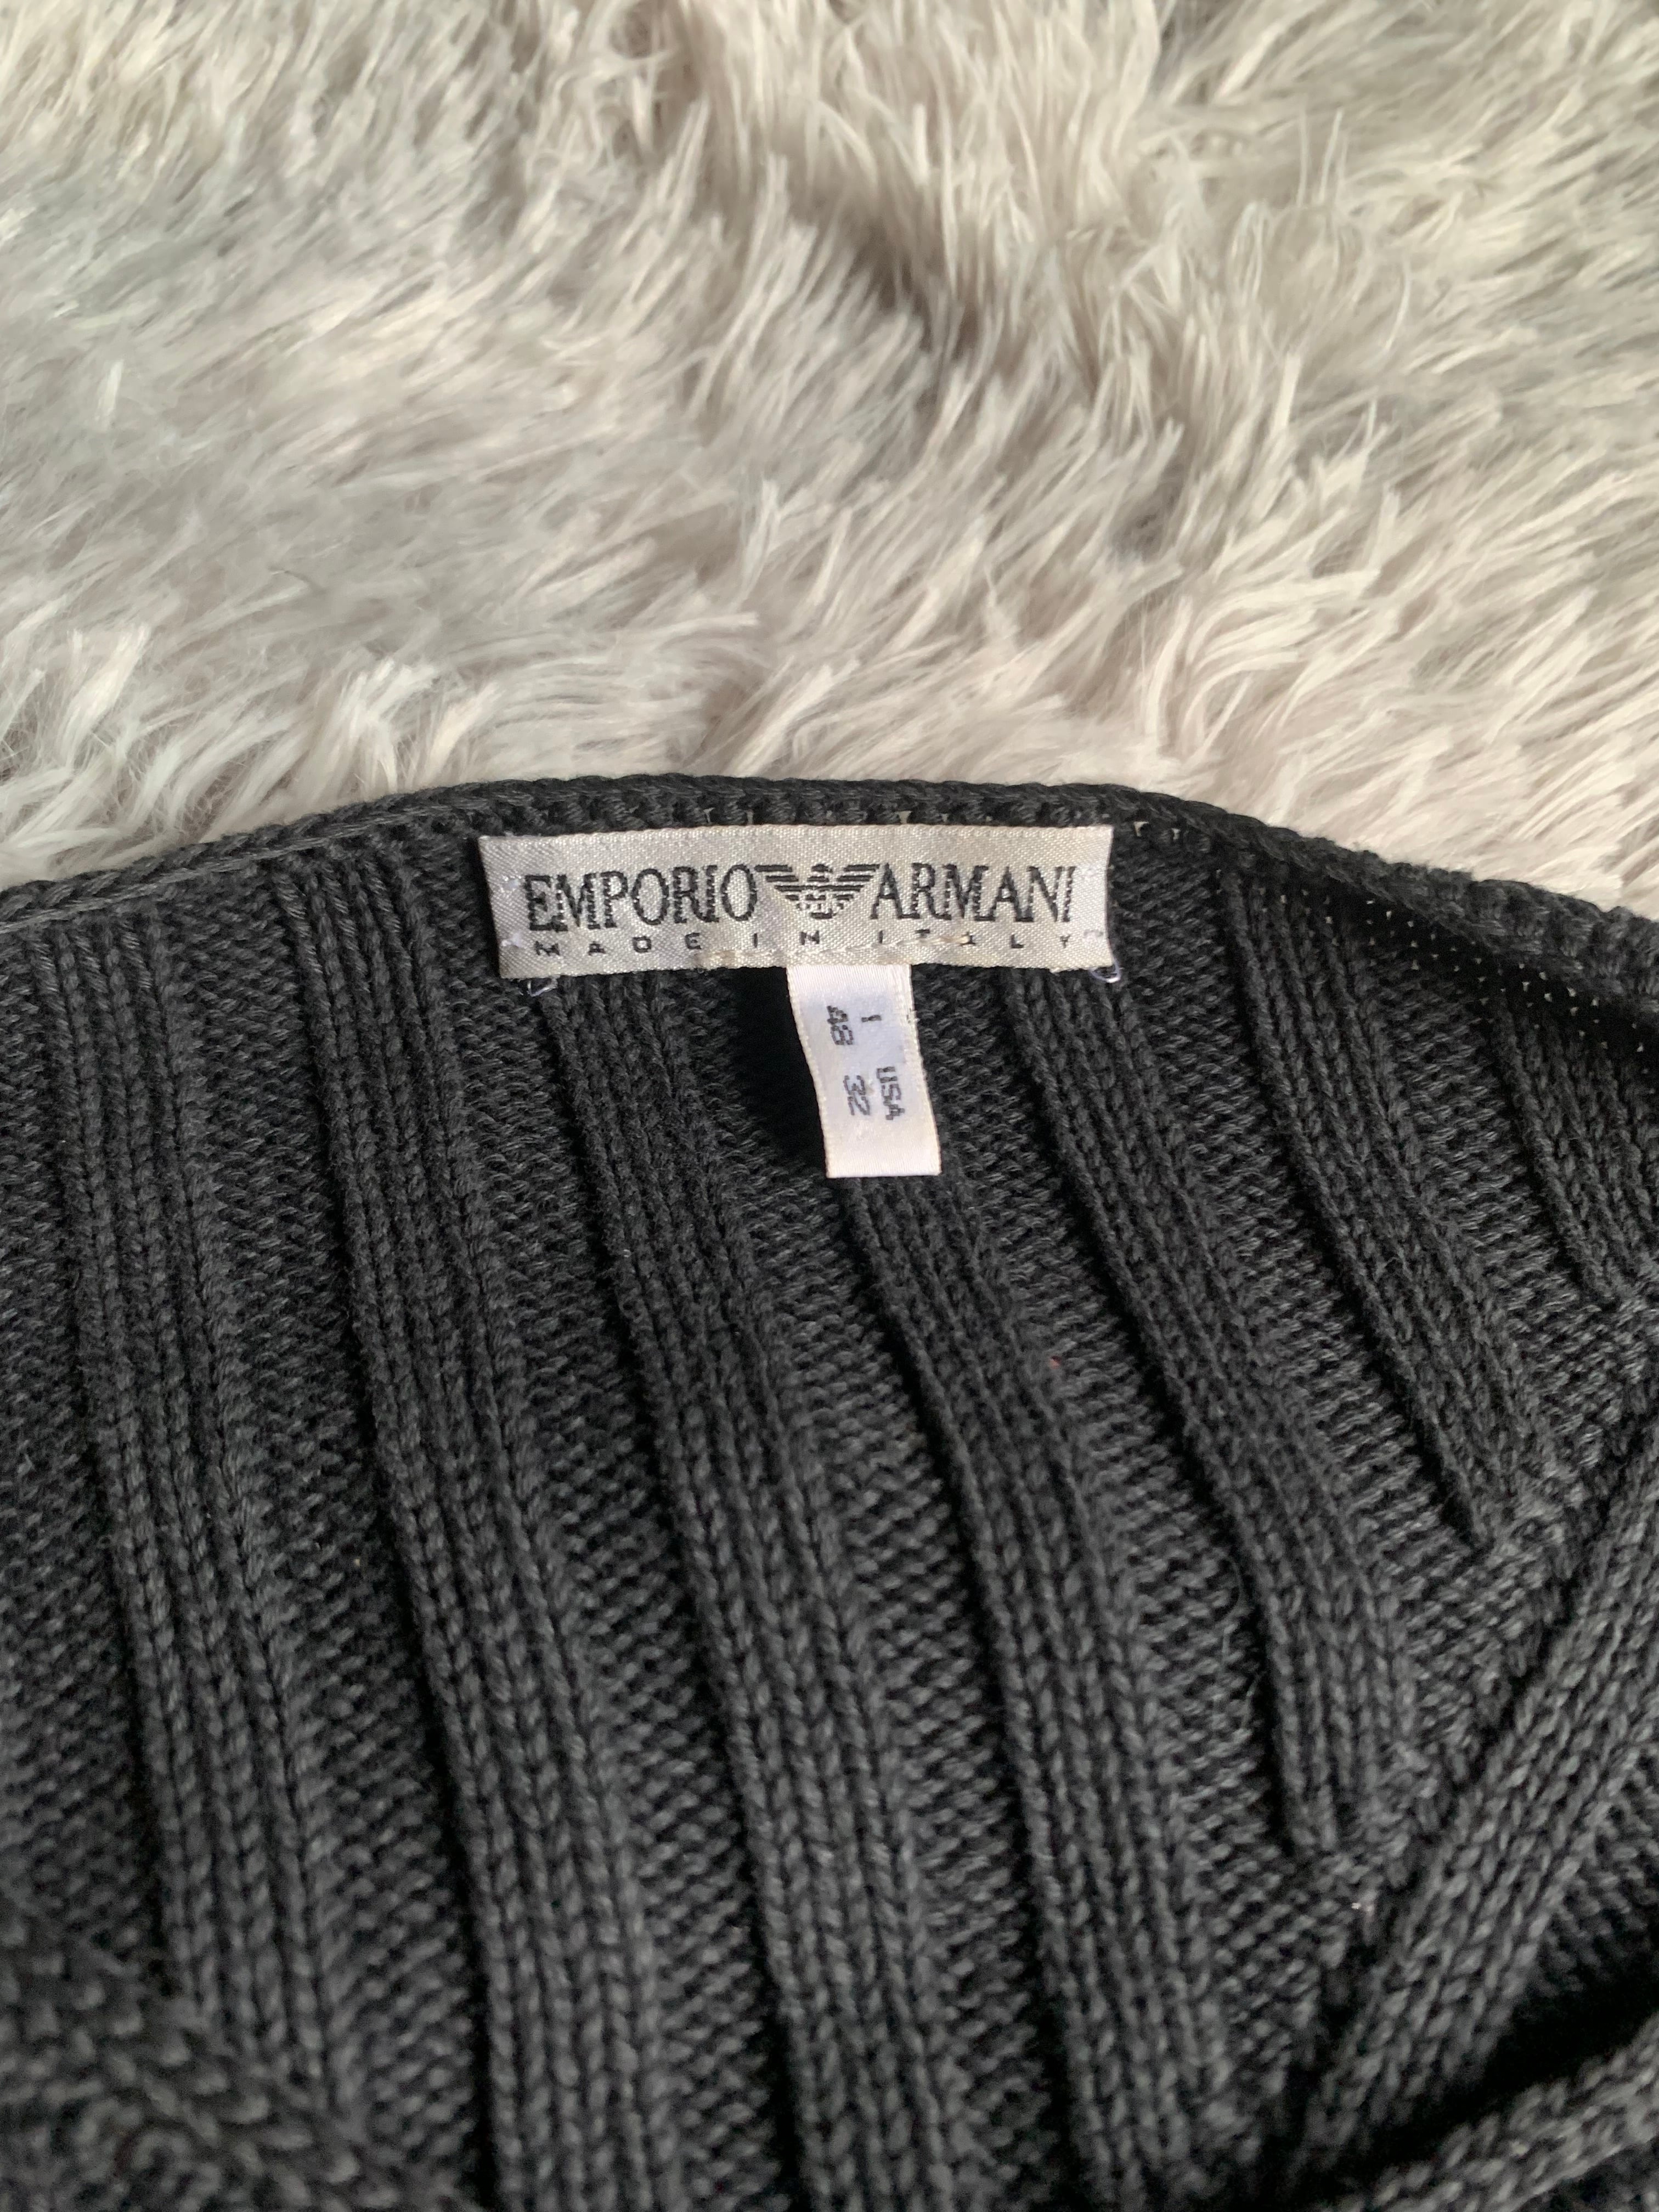 EMPORIO ARMANI
MADE IN ITALY
I USA
48 32